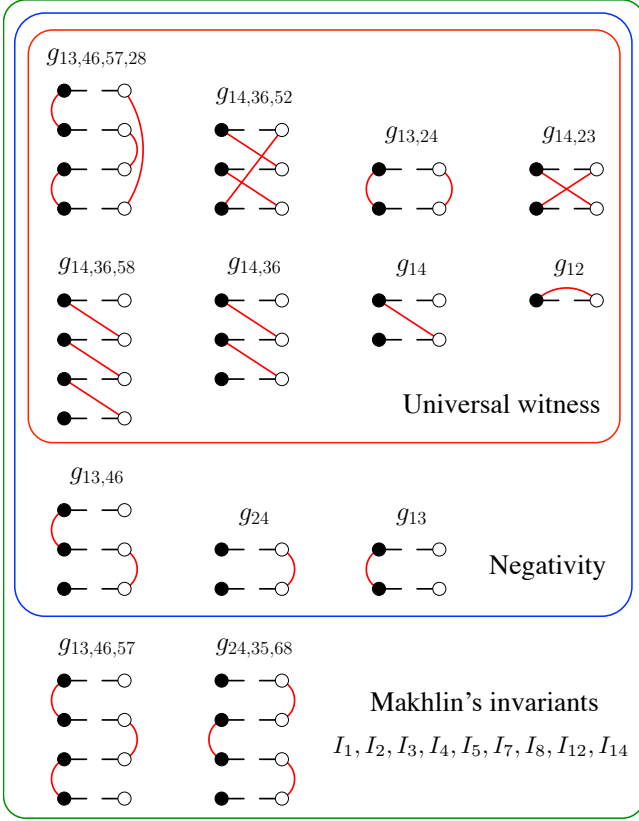 g13,46,57,28
g14,36,52
g13,24
g14,23
g14,36,58
g14,36
g14
g12
Universal witness
g13,46
g24
g13
Negativity
g13,46,57
g24,35,68
Makhlin's invariants
I1, I2, I3, I4, I5, I7, I8, I12, I14